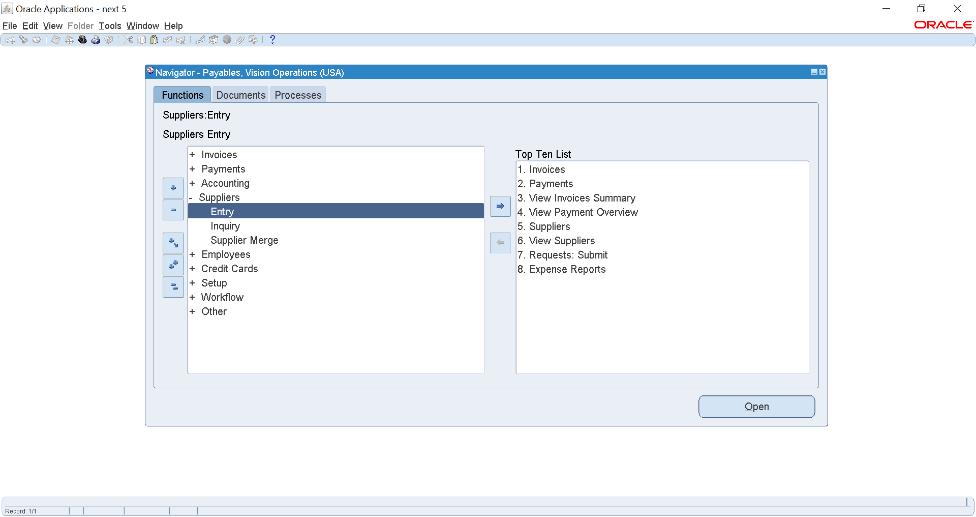 Oracle Applications - next 5
File Edit View Folder Tools Window Help
ORACLE
Navigator - Payables, Vision Operations (USA)
Functions Documents Processes
Suppliers:Entry
Suppliers Entry
+ Invoices
+ Payments
+ Accounting
- Suppliers
Entry
Inquiry
Supplier Merge
+ Employees
+ Credit Cards
+ Setup
+ Workflow
+ Other
Top Ten List
1. Invoices
2. Payments
3. View Invoices Summary
4. View Payment Overview
5. Suppliers
6. View Suppliers
7. Requests: Submit
8. Expense Reports
Open
Record: 1/1